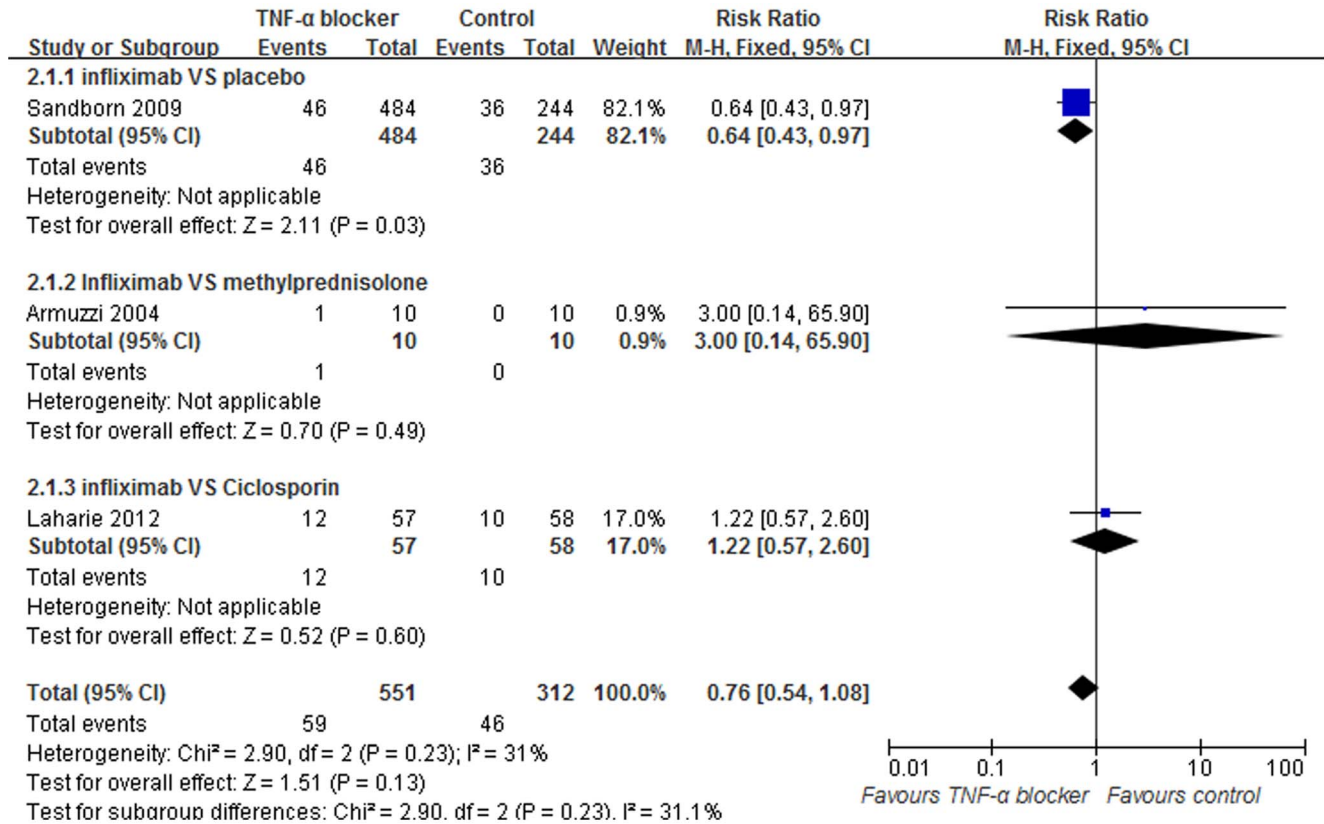 TNF-α blocker Control Risk Ratio Risk Ratio
Study or Subgroup Events Total Events Total Weight M-H, Fixed, 95% CI M-H, Fixed, 95% CI
2.1.1 infliximab VS placebo
Sandborn 2009 46 484 36 244 82.1% 0.64 [0.43, 0.97]
Subtotal (95% CI) 484 244 82.1% 0.64 [0.43, 0.97]
Total events 46 36
Heterogeneity: Not applicable
Test for overall effect: Z = 2.11 (P = 0.03)
2.1.2 Infliximab VS methylprednisolone
Armuzzi 2004 1 10 0 10 0.9% 3.00 [0.14, 65.90]
Subtotal (95% CI) 10 10 0.9% 3.00 [0.14, 65.90]
Total events 1 0
Heterogeneity: Not applicable
Test for overall effect: Z = 0.70 (P = 0.49)
2.1.3 infliximab VS Ciclosporin
Laharie 2012 12 57 10 58 17.0% 1.22 [0.57, 2.60]
Subtotal (95% CI) 57 58 17.0% 1.22 [0.57, 2.60]
Total events 12 10
Heterogeneity: Not applicable
Test for overall effect: Z = 0.52 (P = 0.60)
Total (95% CI) 551 312 100.0% 0.76 [0.54, 1.08]
Total events 59 46
Heterogeneity: Chi² = 2.90, df = 2 (P = 0.23); I² = 31%
Test for overall effect: Z = 1.51 (P = 0.13)
Test for subgroup differences: Chi² = 2.90, df = 2 (P = 0.23), I² = 31.1%
0.01 0.1 1 10 100
Favours TNF-α blocker Favours control